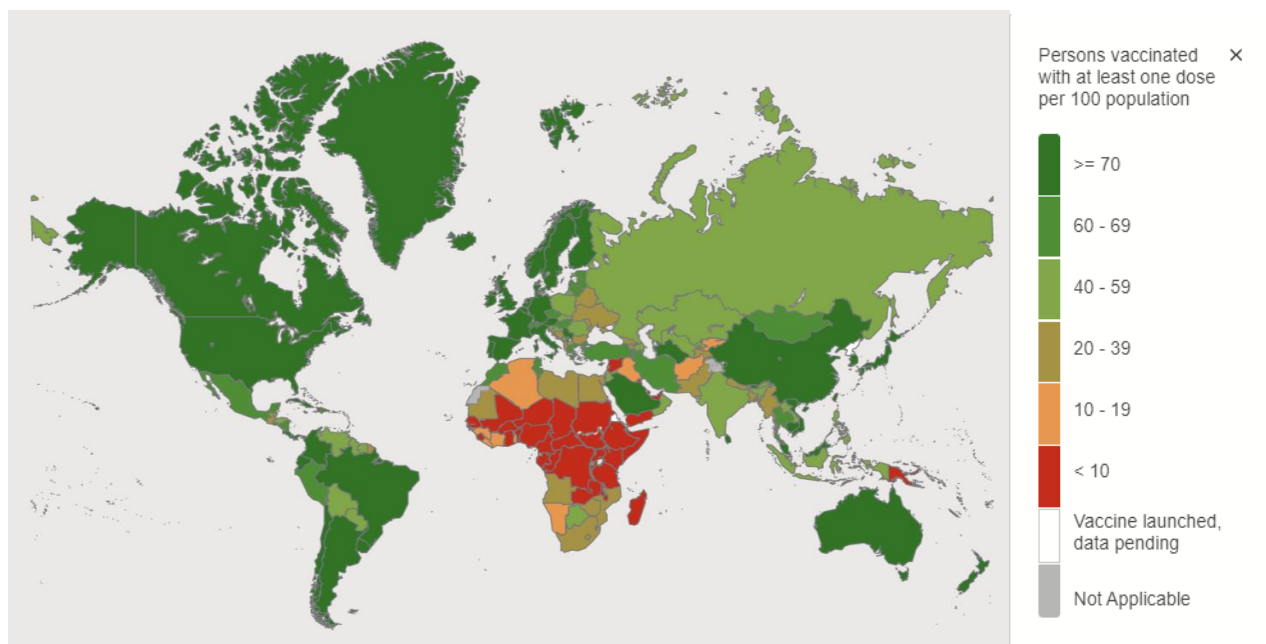 Persons vaccinated ×
with at least one dose
per 100 population
>= 70
60 - 69
40 - 59
20 - 39
10 - 19
< 10
Vaccine launched,
data pending
Not Applicable